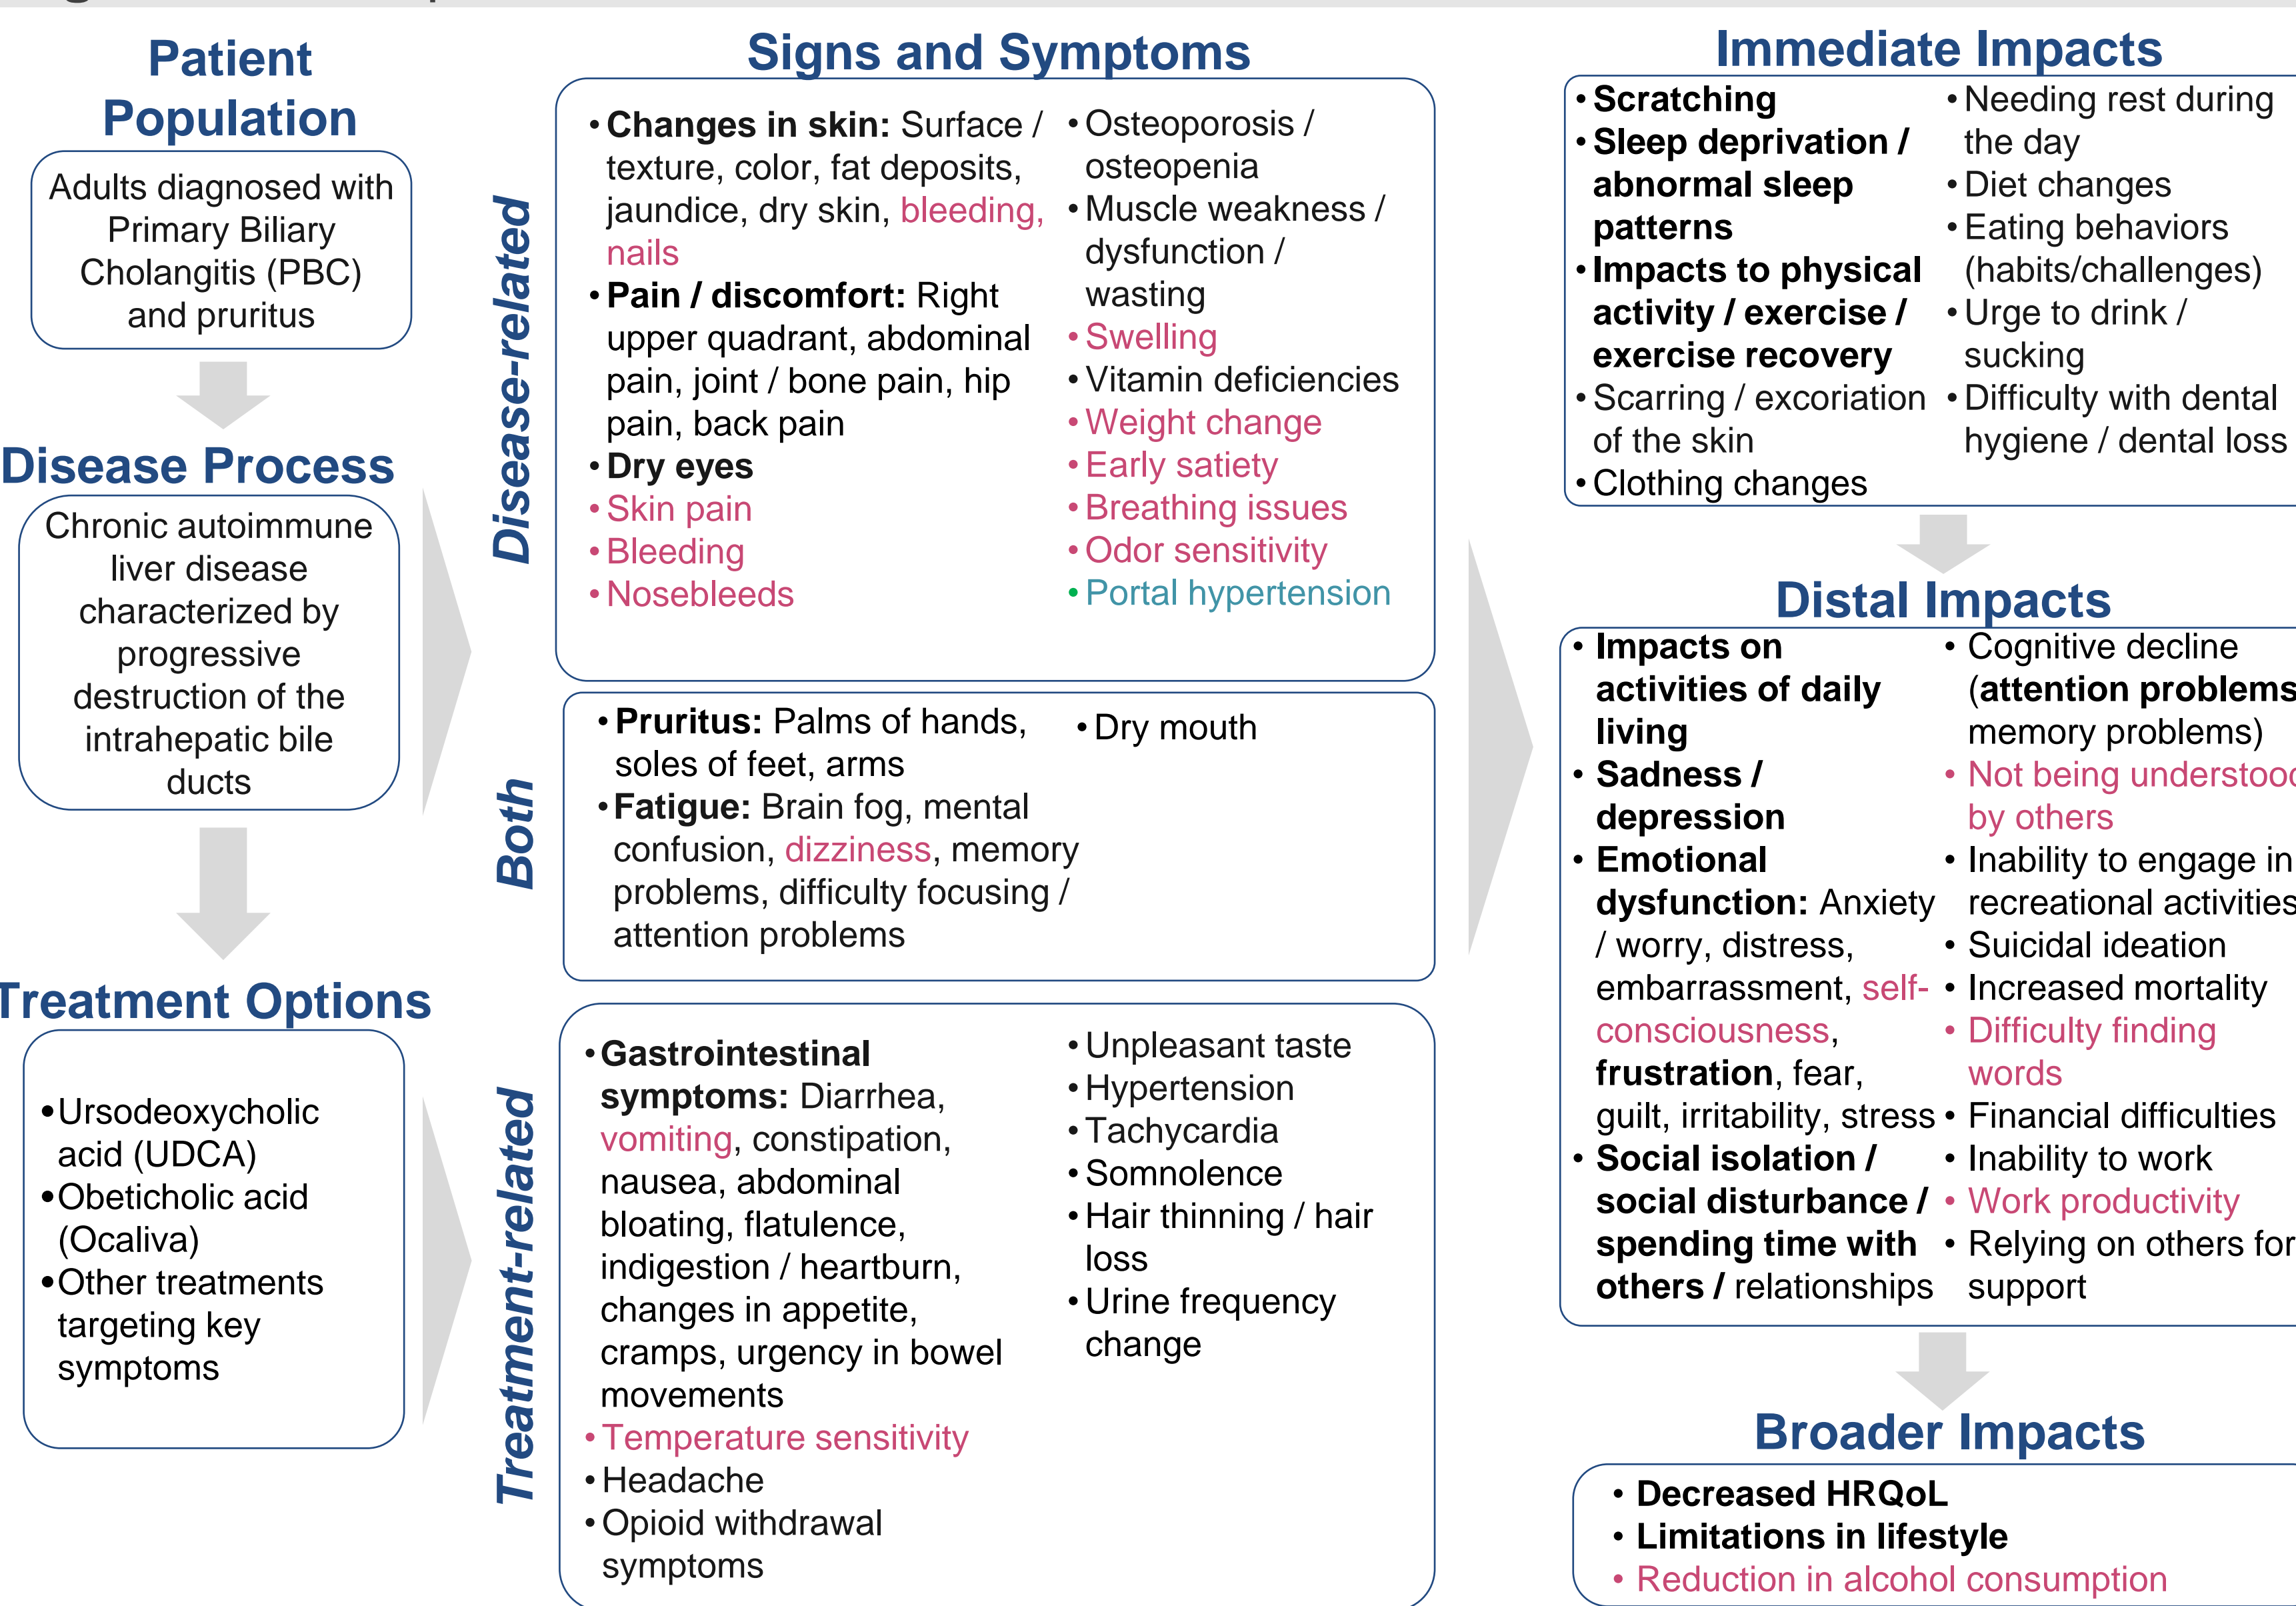 Patient
Population
Adults diagnosed with
Primary Biliary
Cholangitis (PBC)
and pruritus
Disease Process
Chronic autoimmune
liver disease
characterized by
progressive
destruction of the
intrahepatic bile
ducts
Treatment Options
•Ursodeoxycholic
acid (UDCA)
•Obeticholic acid
(Ocaliva)
•Other treatments
targeting key
symptoms
Signs and Symptoms
Disease-related
• Changes in skin: Surface /
texture, color, fat deposits,
jaundice, dry skin, bleeding,
nails
• Pain / discomfort: Right
upper quadrant, abdominal
pain, joint / bone pain, hip
pain, back pain
• Dry eyes
• Skin pain
• Bleeding
• Nosebleeds
• Osteoporosis /
osteopenia
• Muscle weakness /
dysfunction /
wasting
• Swelling
• Vitamin deficiencies
• Weight change
• Early satiety
• Breathing issues
• Odor sensitivity
• Portal hypertension
Both
• Pruritus: Palms of hands,
soles of feet, arms
• Fatigue: Brain fog, mental
confusion, dizziness, memory
problems, difficulty focusing /
attention problems
• Dry mouth
Treatment-related
• Gastrointestinal
symptoms: Diarrhea,
vomiting, constipation,
nausea, abdominal
bloating, flatulence,
indigestion / heartburn,
changes in appetite,
cramps, urgency in bowel
movements
• Temperature sensitivity
• Headache
• Opioid withdrawal
symptoms
• Unpleasant taste
• Hypertension
• Tachycardia
• Somnolence
• Hair thinning / hair
loss
• Urine frequency
change
Immediate Impacts
• Scratching
• Sleep deprivation /
abnormal sleep
patterns
• Impacts to physical
activity / exercise /
exercise recovery
• Scarring / excoriation
of the skin
• Clothing changes
• Needing rest during
the day
• Diet changes
• Eating behaviors
(habits/challenges)
• Urge to drink /
sucking
• Difficulty with dental
hygiene / dental loss
Distal Impacts
• Impacts on
activities of daily
living
• Sadness /
depression
• Emotional
dysfunction: Anxiety
/ worry, distress,
embarrassment, self-
consciousness,
frustration, fear,
guilt, irritability, stress
• Social isolation /
social disturbance /
spending time with
others / relationships
• Cognitive decline
(attention problems
memory problems)
• Not being understood
by others
• Inability to engage in
recreational activities
• Suicidal ideation
• Increased mortality
• Difficulty finding
words
• Financial difficulties
• Inability to work
• Work productivity
• Relying on others for
support
Broader Impacts
• Decreased HRQoL
• Limitations in lifestyle
• Reduction in alcohol consumption